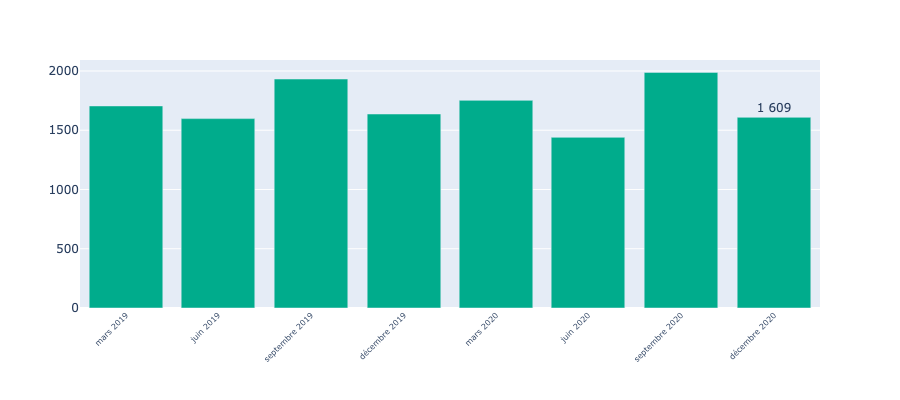 2000
1500
1000
500
0
1 609
mars 2019
juin 2019
septembre 2019
décembre 2019
mars 2020
juin 2020
septembre 2020
décembre 2020